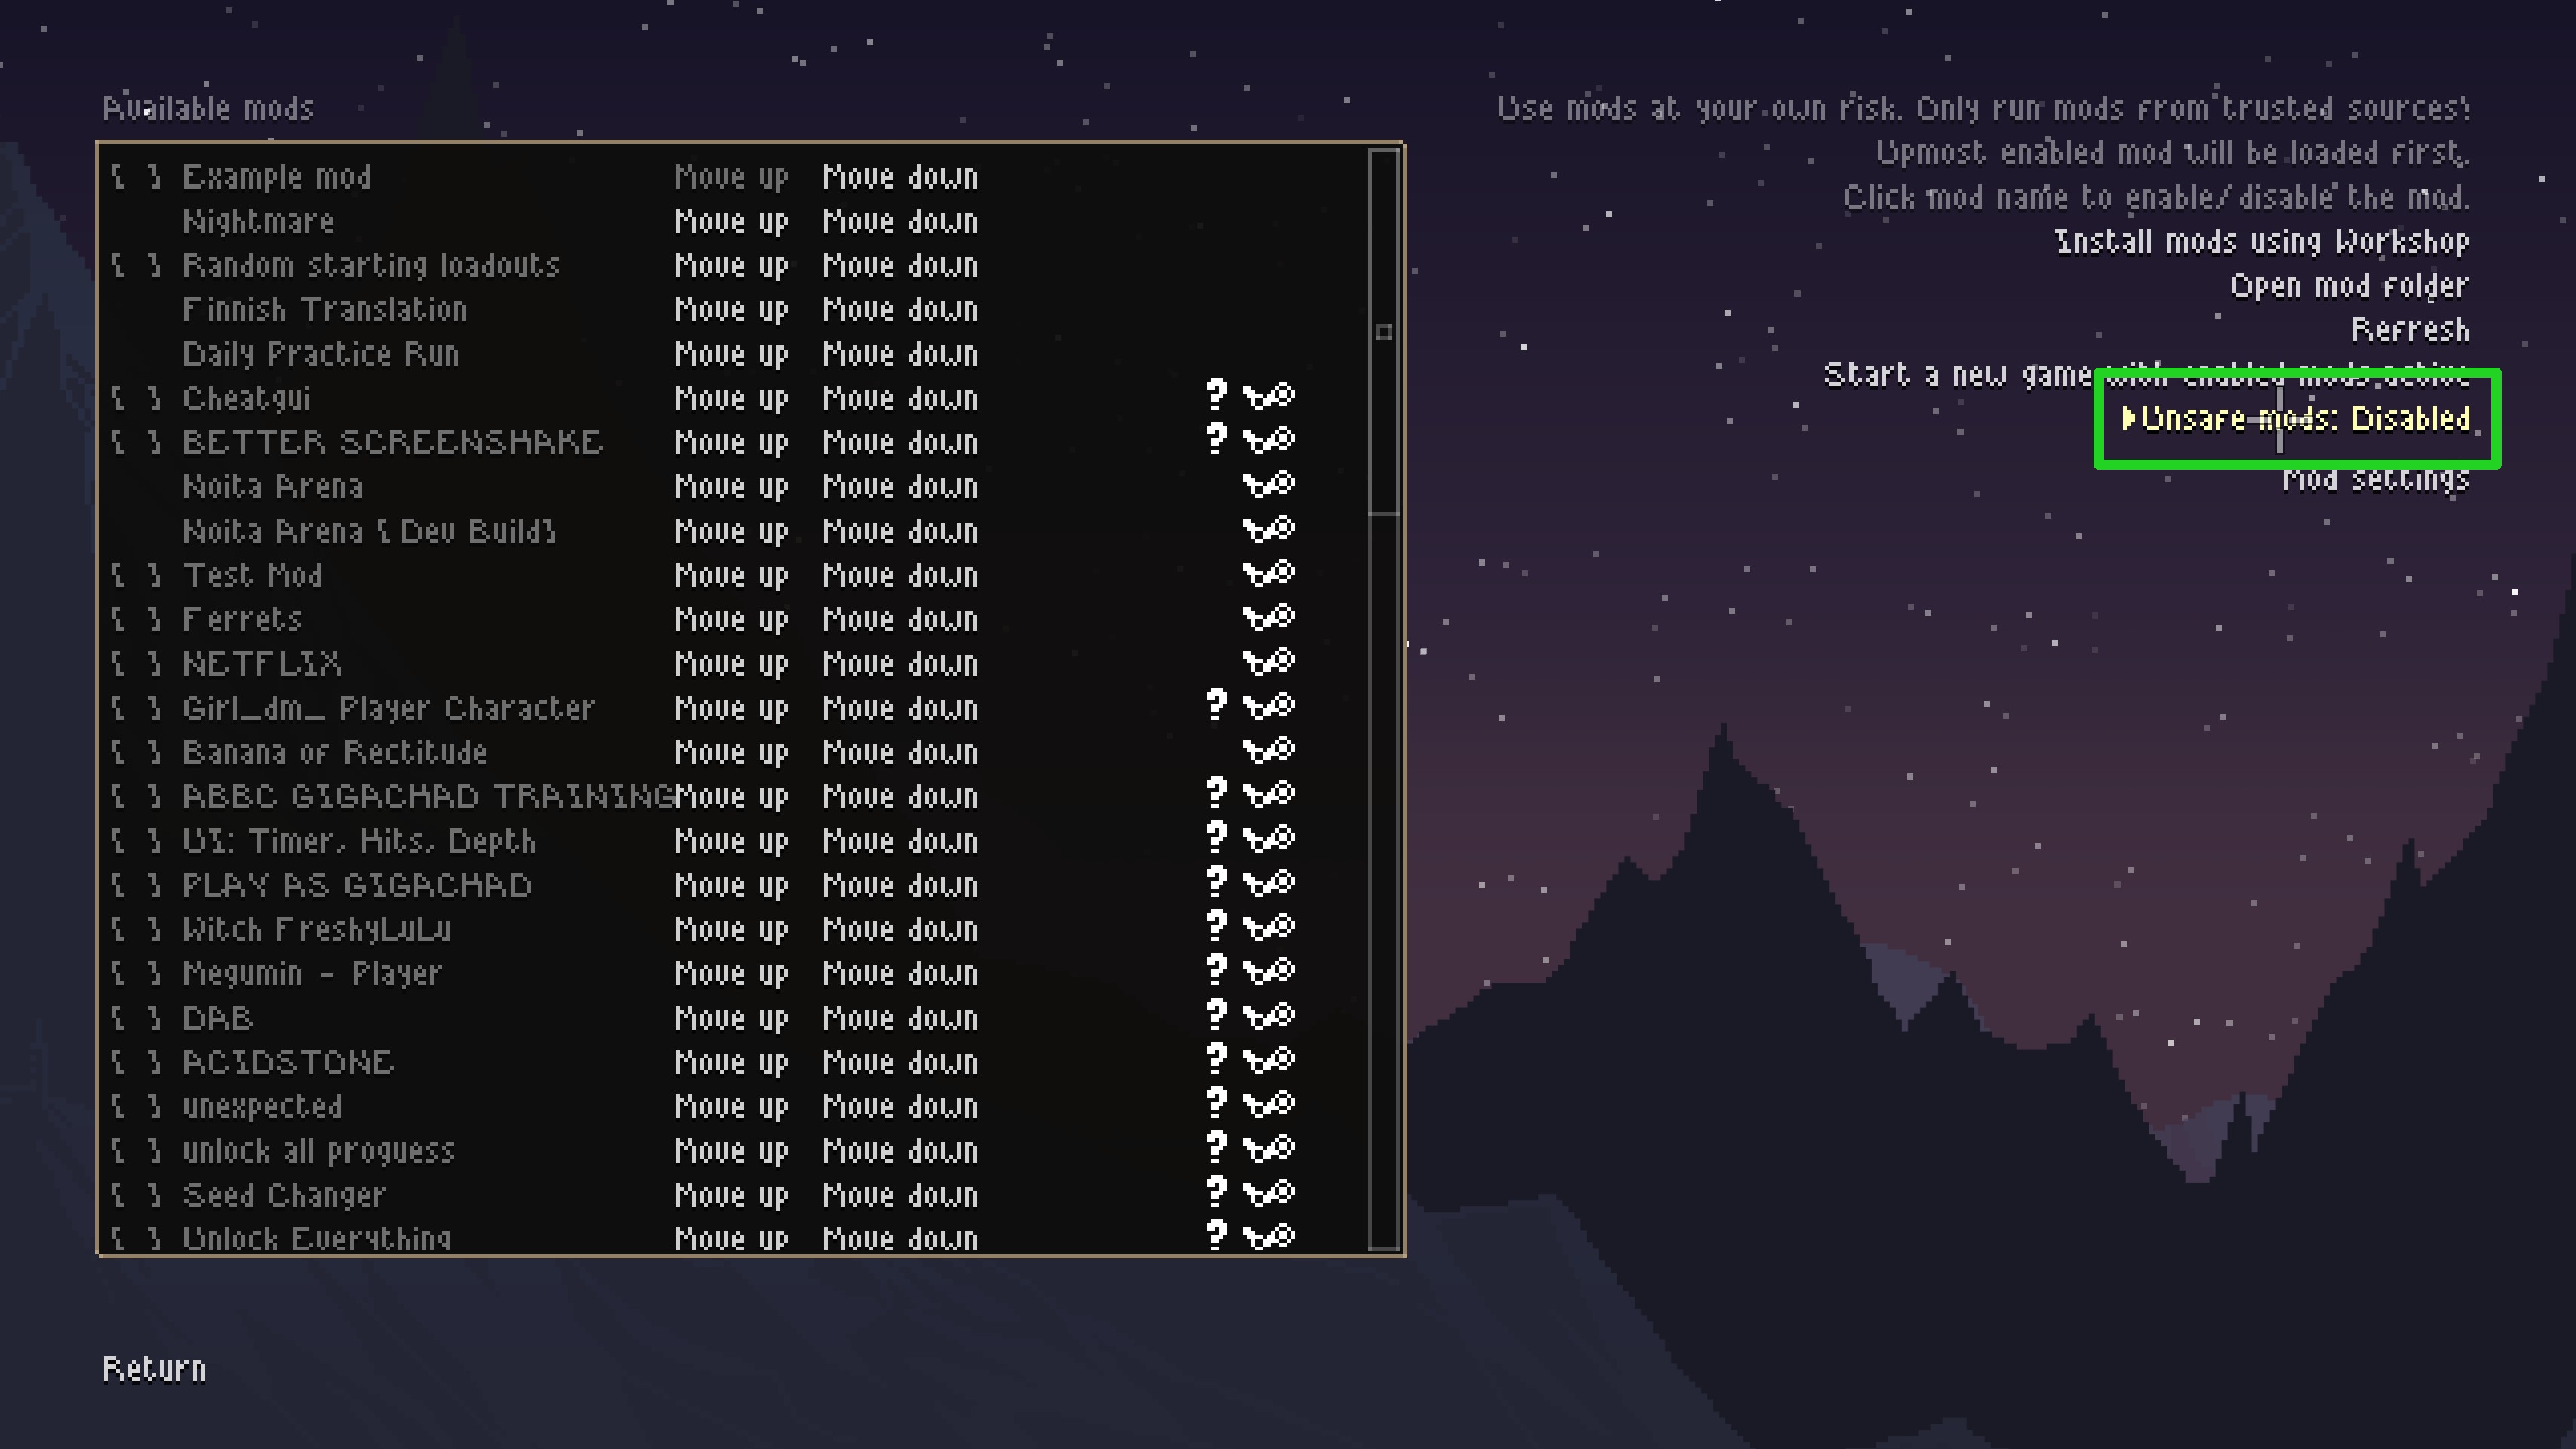 Available mods
Use mods at your own risk. Only run mods from trusted sources!
Upmost enabled mod will be loaded first.
Click mod name to enable/disable the mod.
Install mods using Workshop
Open mod folder
Refresh
Start a new game with enabled mods active
Unsafe mods: Disabled
Mod settings
[ ] Example mod Move up Move down
Nightmare Move up Move down
[ ] Random starting loadouts Move up Move down
Finnish Translation Move up Move down
Daily Practice Run Move up Move down
[ ] Cheatgui Move up Move down ?
[ ] BETTER SCREENSHAKE Move up Move down ?
Noita Arena Move up Move down
Noita Arena [Dev Build] Move up Move down
[ ] Test Mod Move up Move down
[ ] Ferrets Move up Move down
[ ] NETFLIX Move up Move down
[ ] Girl_dm_ Player Character Move up Move down ?
[ ] Banana of Rectitude Move up Move down
[ ] ABBC GIGACHAD TRAINING Move up Move down ?
[ ] UI: Timer, Hits, Depth Move up Move down ?
[ ] PLAY AS GIGACHAD Move up Move down ?
[ ] Witch FreshyLuLu Move up Move down ?
[ ] Megumin - Player Move up Move down ?
[ ] DAB Move up Move down ?
[ ] ACIDSTONE Move up Move down ?
[ ] unexpected Move up Move down ?
[ ] unlock all proguess Move up Move down ?
[ ] Seed Changer Move up Move down ?
[ ] Unlock Everything Move up Move down ?
Return